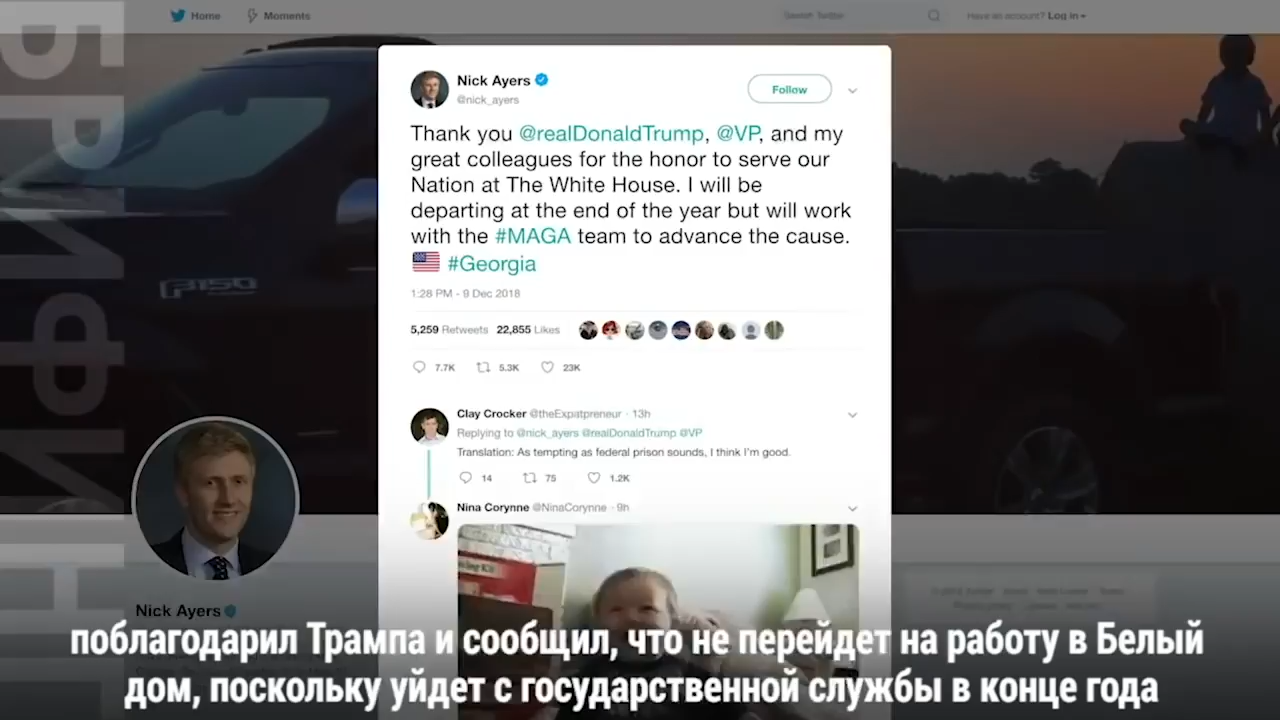 Home
Moments
Search Twitter
Have an account? Log in
БРИФИН
Nick Ayers
@nick_ayers
Follow
Thank you @realDonaldTrump, @VP, and my
great colleagues for the honor to serve our
Nation at The White House. I will be
departing at the end of the year but will work
with the #MAGA team to advance the cause.
#Georgia
1:28 PM - 9 Dec 2018
5,259 Retweets 22,855 Likes
7.7K 5.3K 23K
F150
Clay Crocker @theExpatpreneur · 13h
Replying to @nick_ayers @realDonaldTrump @VP
Translation: As tempting as federal prison sounds, I think I'm good.
14 75 1.2K
Nina Corynne @NinaCorynne · 9h
Nick Ayers
поблагодарил Трампа и сообщил, что не перейдет на работу в Белый
дом, поскольку уйдет с государственной службы в конце года